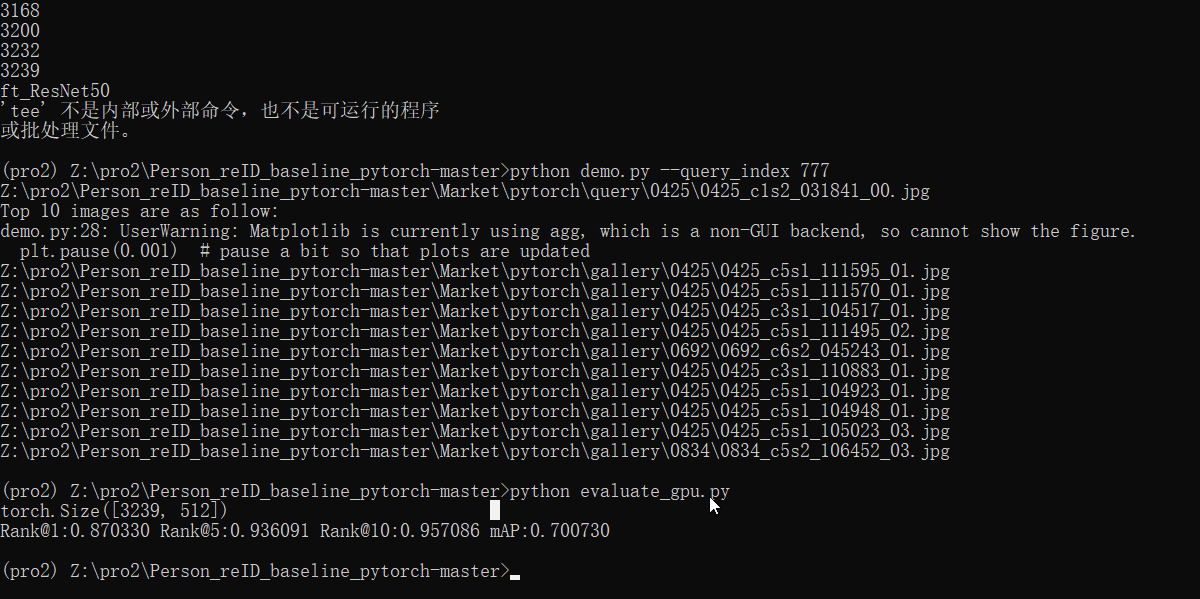 3168
3200
3232
3239
ft_ResNet50
'tee' 不是内部或外部命令，也不是可运行的程序
或批处理文件。
(pro2) Z:\pro2\Person_reID_baseline_pytorch-master>python demo.py --query_index 777
Z:\pro2\Person_reID_baseline_pytorch-master\Market\pytorch\query\0425\0425_c1s2_031841_00.jpg
Top 10 images are as follow:
demo.py:28: UserWarning: Matplotlib is currently using agg, which is a non-GUI backend, so cannot show the figure.
  plt.pause(0.001)  # pause a bit so that plots are updated
Z:\pro2\Person_reID_baseline_pytorch-master\Market\pytorch\gallery\0425\0425_c5s1_111595_01.jpg
Z:\pro2\Person_reID_baseline_pytorch-master\Market\pytorch\gallery\0425\0425_c5s1_111570_01.jpg
Z:\pro2\Person_reID_baseline_pytorch-master\Market\pytorch\gallery\0425\0425_c3s1_104517_01.jpg
Z:\pro2\Person_reID_baseline_pytorch-master\Market\pytorch\gallery\0425\0425_c5s1_111495_02.jpg
Z:\pro2\Person_reID_baseline_pytorch-master\Market\pytorch\gallery\0692\0692_c6s2_045243_01.jpg
Z:\pro2\Person_reID_baseline_pytorch-master\Market\pytorch\gallery\0425\0425_c3s1_110883_01.jpg
Z:\pro2\Person_reID_baseline_pytorch-master\Market\pytorch\gallery\0425\0425_c5s1_104923_01.jpg
Z:\pro2\Person_reID_baseline_pytorch-master\Market\pytorch\gallery\0425\0425_c5s1_104948_01.jpg
Z:\pro2\Person_reID_baseline_pytorch-master\Market\pytorch\gallery\0425\0425_c5s1_105023_03.jpg
Z:\pro2\Person_reID_baseline_pytorch-master\Market\pytorch\gallery\0834\0834_c5s2_106452_03.jpg
(pro2) Z:\pro2\Person_reID_baseline_pytorch-master>python evaluate_gpu.py
torch.Size([3239, 512])
Rank@1:0.870330 Rank@5:0.936091 Rank@10:0.957086 mAP:0.700730
(pro2) Z:\pro2\Person_reID_baseline_pytorch-master>